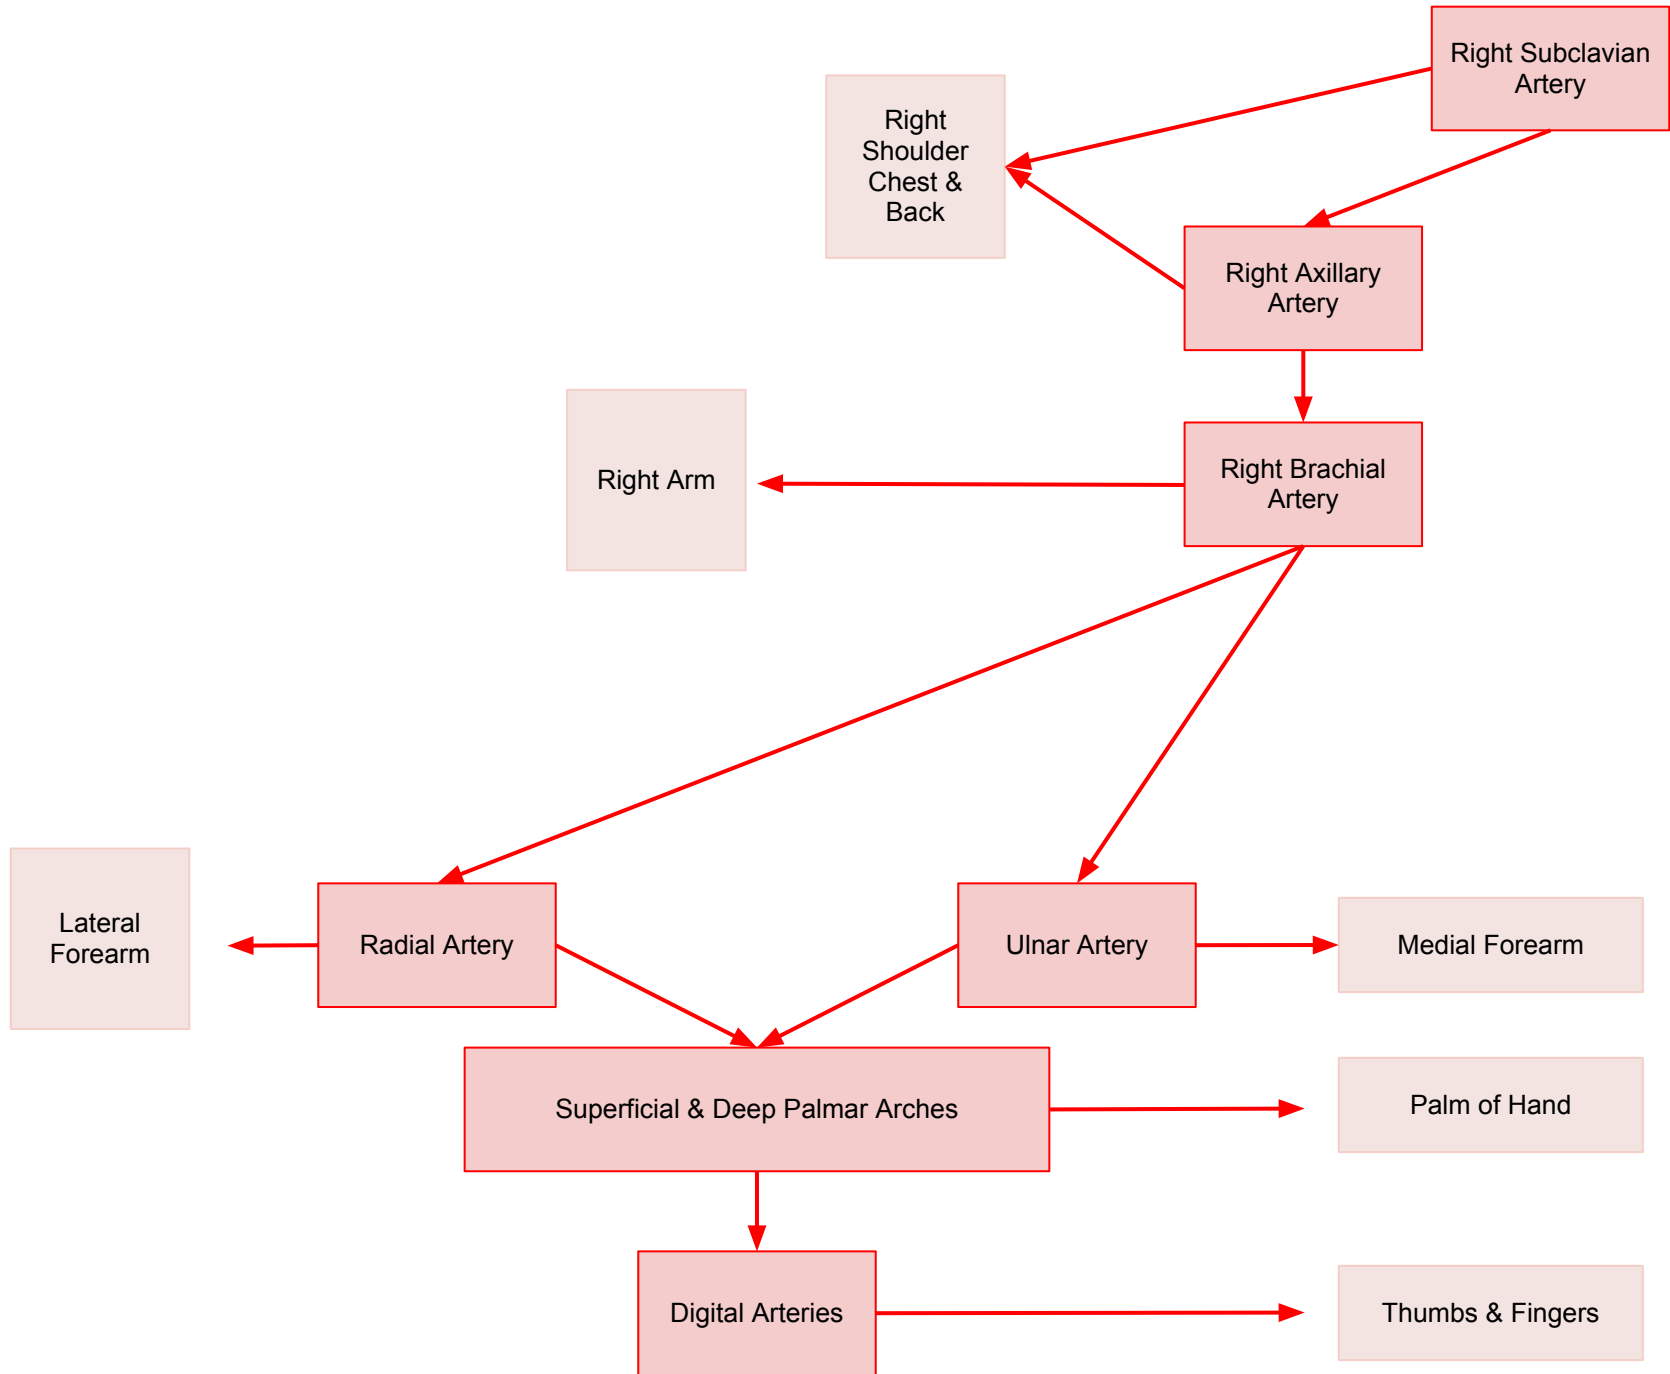 Right Subclavian
Artery
Right
Shoulder
Chest &
Back
Right Axillary
Artery
Right Arm
Right Brachial
Artery
Lateral
Forearm
Radial Artery
Ulnar Artery
Medial Forearm
Superficial & Deep Palmar Arches
Palm of Hand
Digital Arteries
Thumbs & Fingers